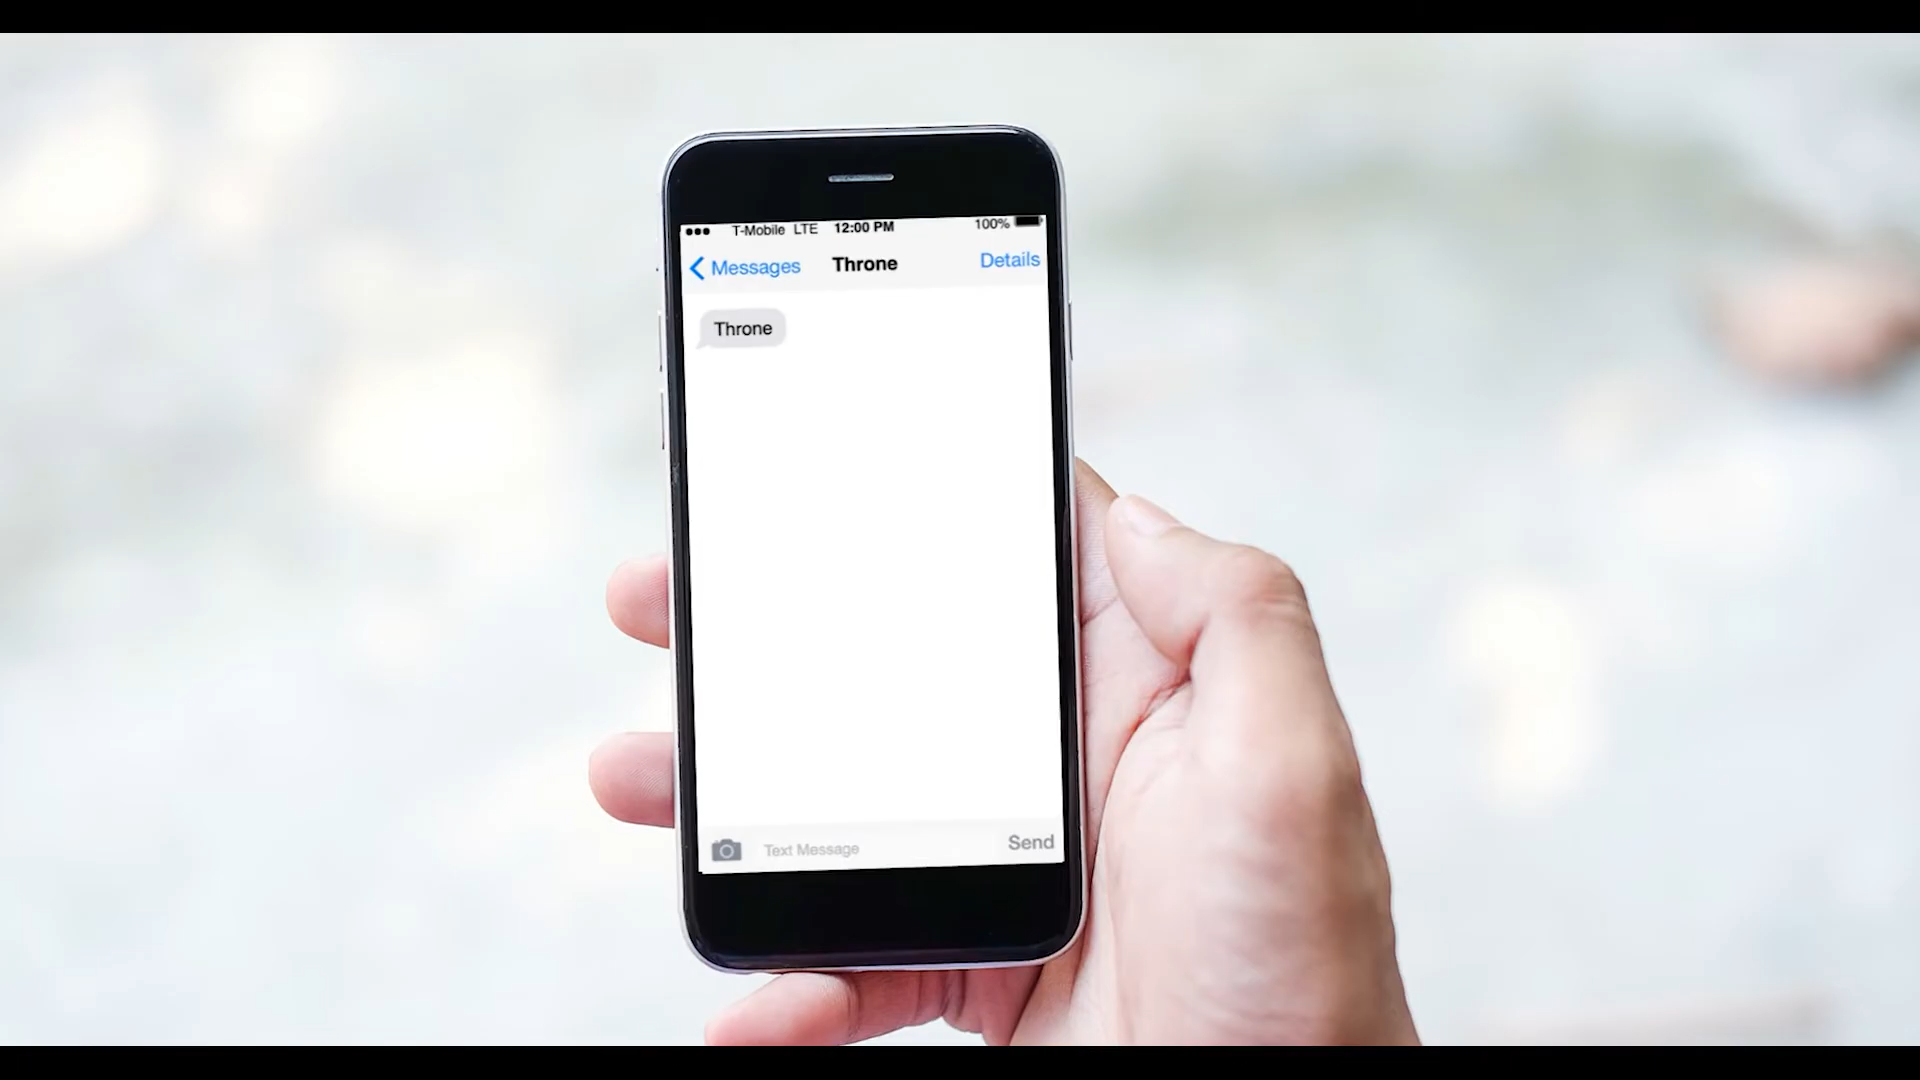 T-Mobile LTE 12:00 PM 100%
Messages Throne Details
Throne
Text Message Send